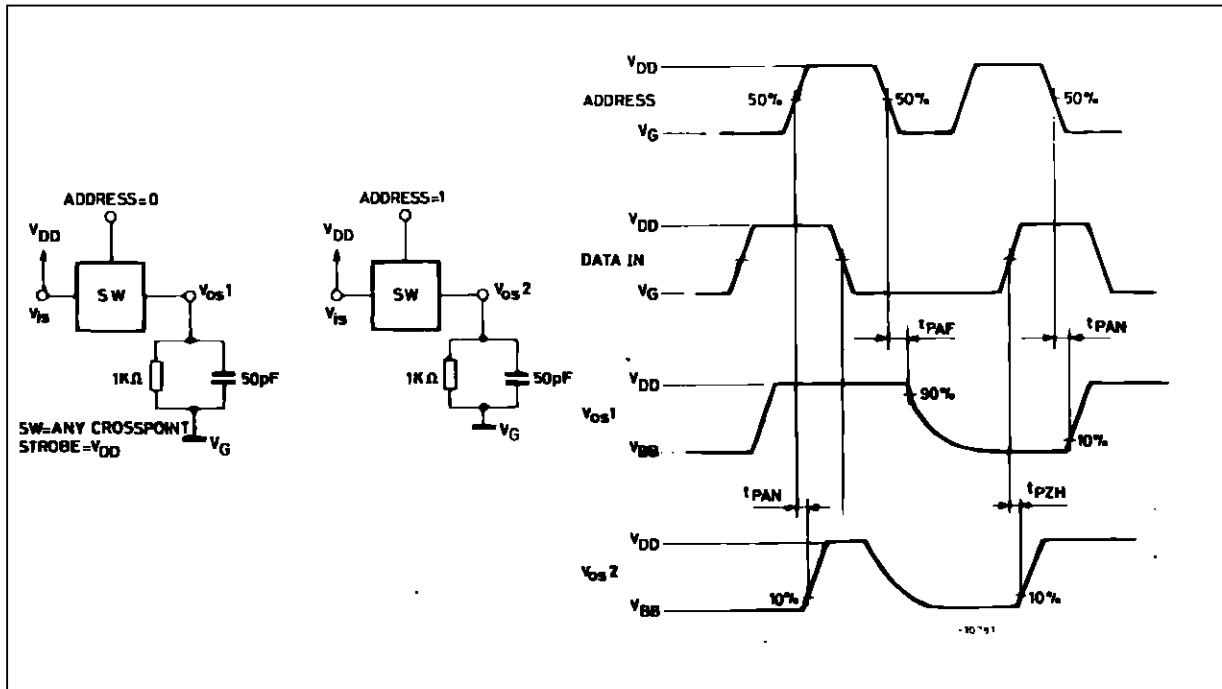 ADDRESS=0
VDD
SW
Vis
Vos1
1KΩ
50pF
VG
SW=ANY CROSSPOINT
STROBE=VDD
ADDRESS=1
VDD
SW
Vis
Vos2
1KΩ
50pF
VG
VDD
ADDRESS
50%
50%
50%
VG
VDD
DATA IN
VG
tPAF
tPAN
VDD
Vos1
90%
VBB
10%
tPAN
tPZH
VDD
Vos2
10%
10%
VBB